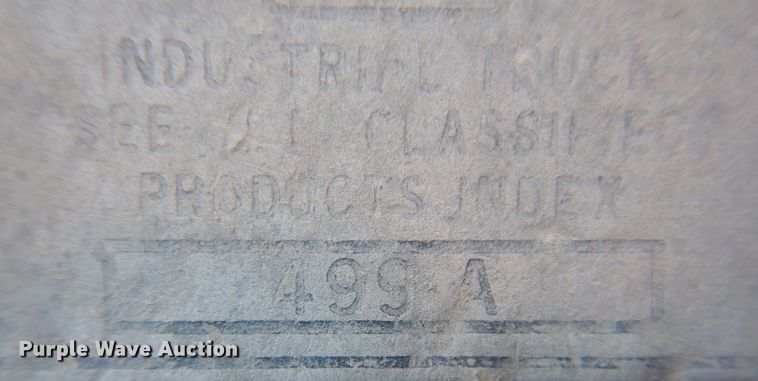 INDUSTRIAL TRUCK
SEE CLASSIFIED
PRODUCTS INDEX
499 A
Purple Wave Auction